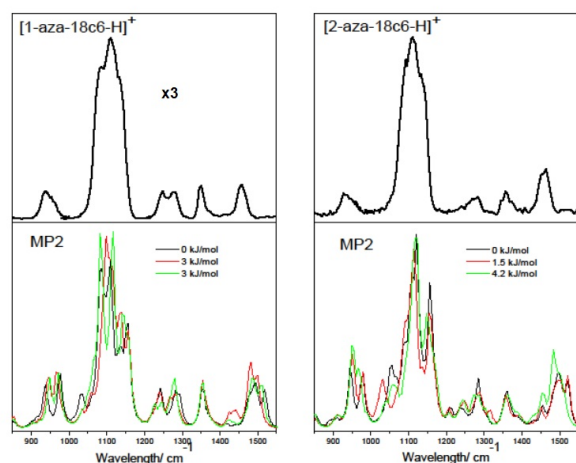 [1-aza-18c6-H]+
x3
[2-aza-18c6-H]+
MP2
0 kJ/mol
3 kJ/mol
3 kJ/mol
MP2
0 kJ/mol
1.5 kJ/mol
4.2 kJ/mol
900 1000 1100 1200 1300 1400 1500
Wavelength/ cm-1
900 1000 1100 1200 1300 1400 1500
Wavelength/ cm-1